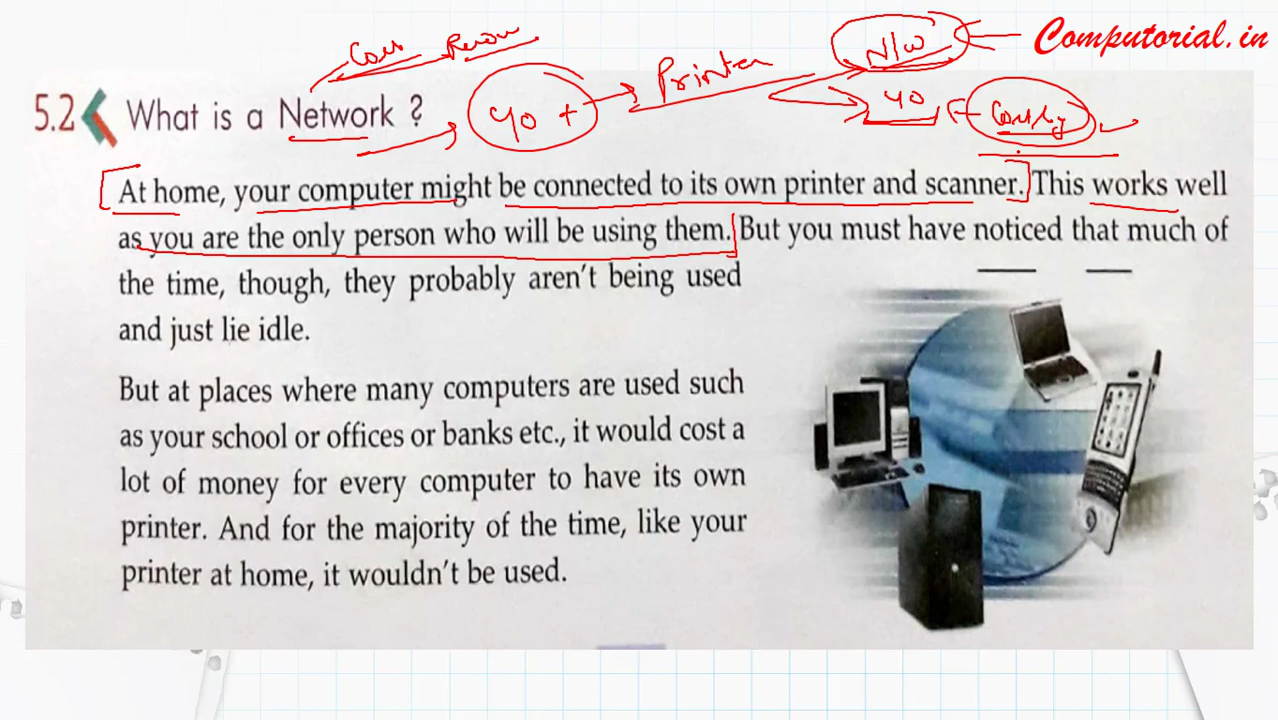 Computorial.in
N/W
Printer
40 +
40
Costly
5.2 What is a Network ?
At home, your computer might be connected to its own printer and scanner. This works well
as you are the only person who will be using them. But you must have noticed that much of
the time, though, they probably aren't being used
and just lie idle.
But at places where many computers are used such
as your school or offices or banks etc., it would cost a
lot of money for every computer to have its own
printer. And for the majority of the time, like your
printer at home, it wouldn't be used.